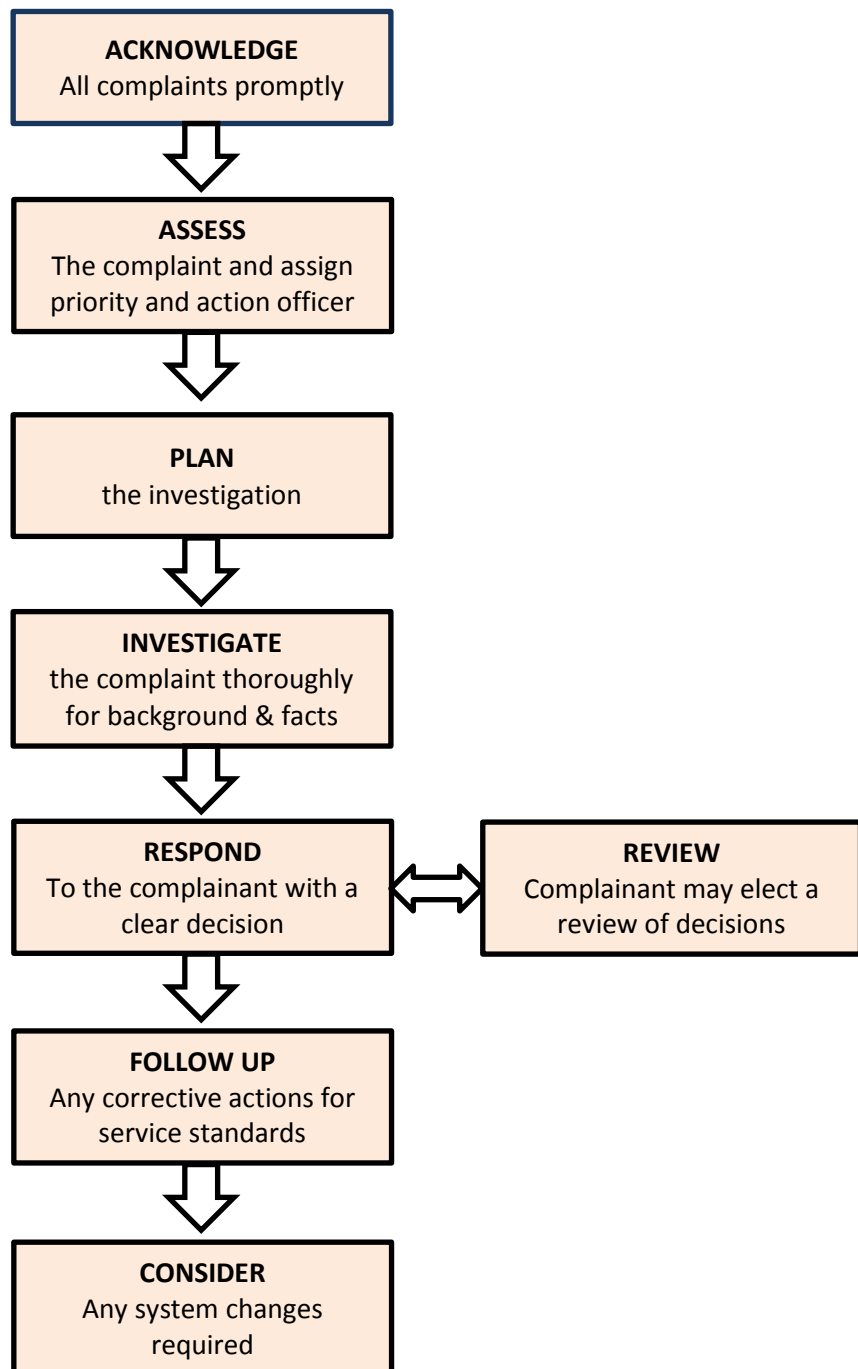 ACKNOWLEDGE
All complaints promptly
ASSESS
The complaint and assign
priority and action officer
PLAN
the investigation
INVESTIGATE
the complaint thoroughly
for background & facts
RESPOND
To the complainant with a
clear decision
REVIEW
Complainant may elect a
review of decisions
FOLLOW UP
Any corrective actions for
service standards
CONSIDER
Any system changes
required